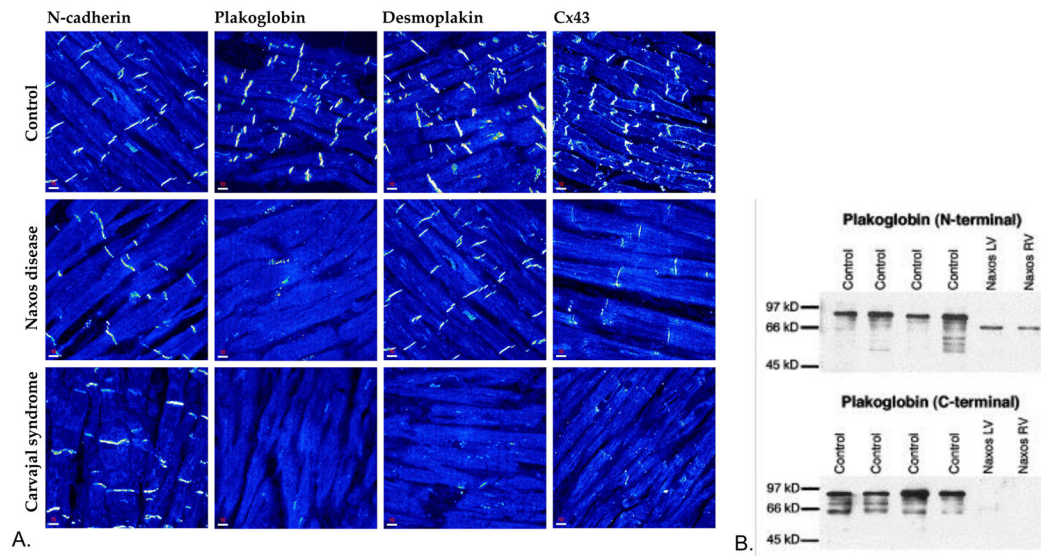 N-cadherin Plakoglobin Desmoplakin Cx43
Control
Naxos disease
Carvajal syndrome
A.
Plakoglobin (N-terminal)
Control Control Control Control Naxos LV Naxos RV
97 kD
66 kD
45 kD
Plakoglobin (C-terminal)
Control Control Control Control Naxos LV Naxos RV
97 kD
66 kD
45 kD
B.